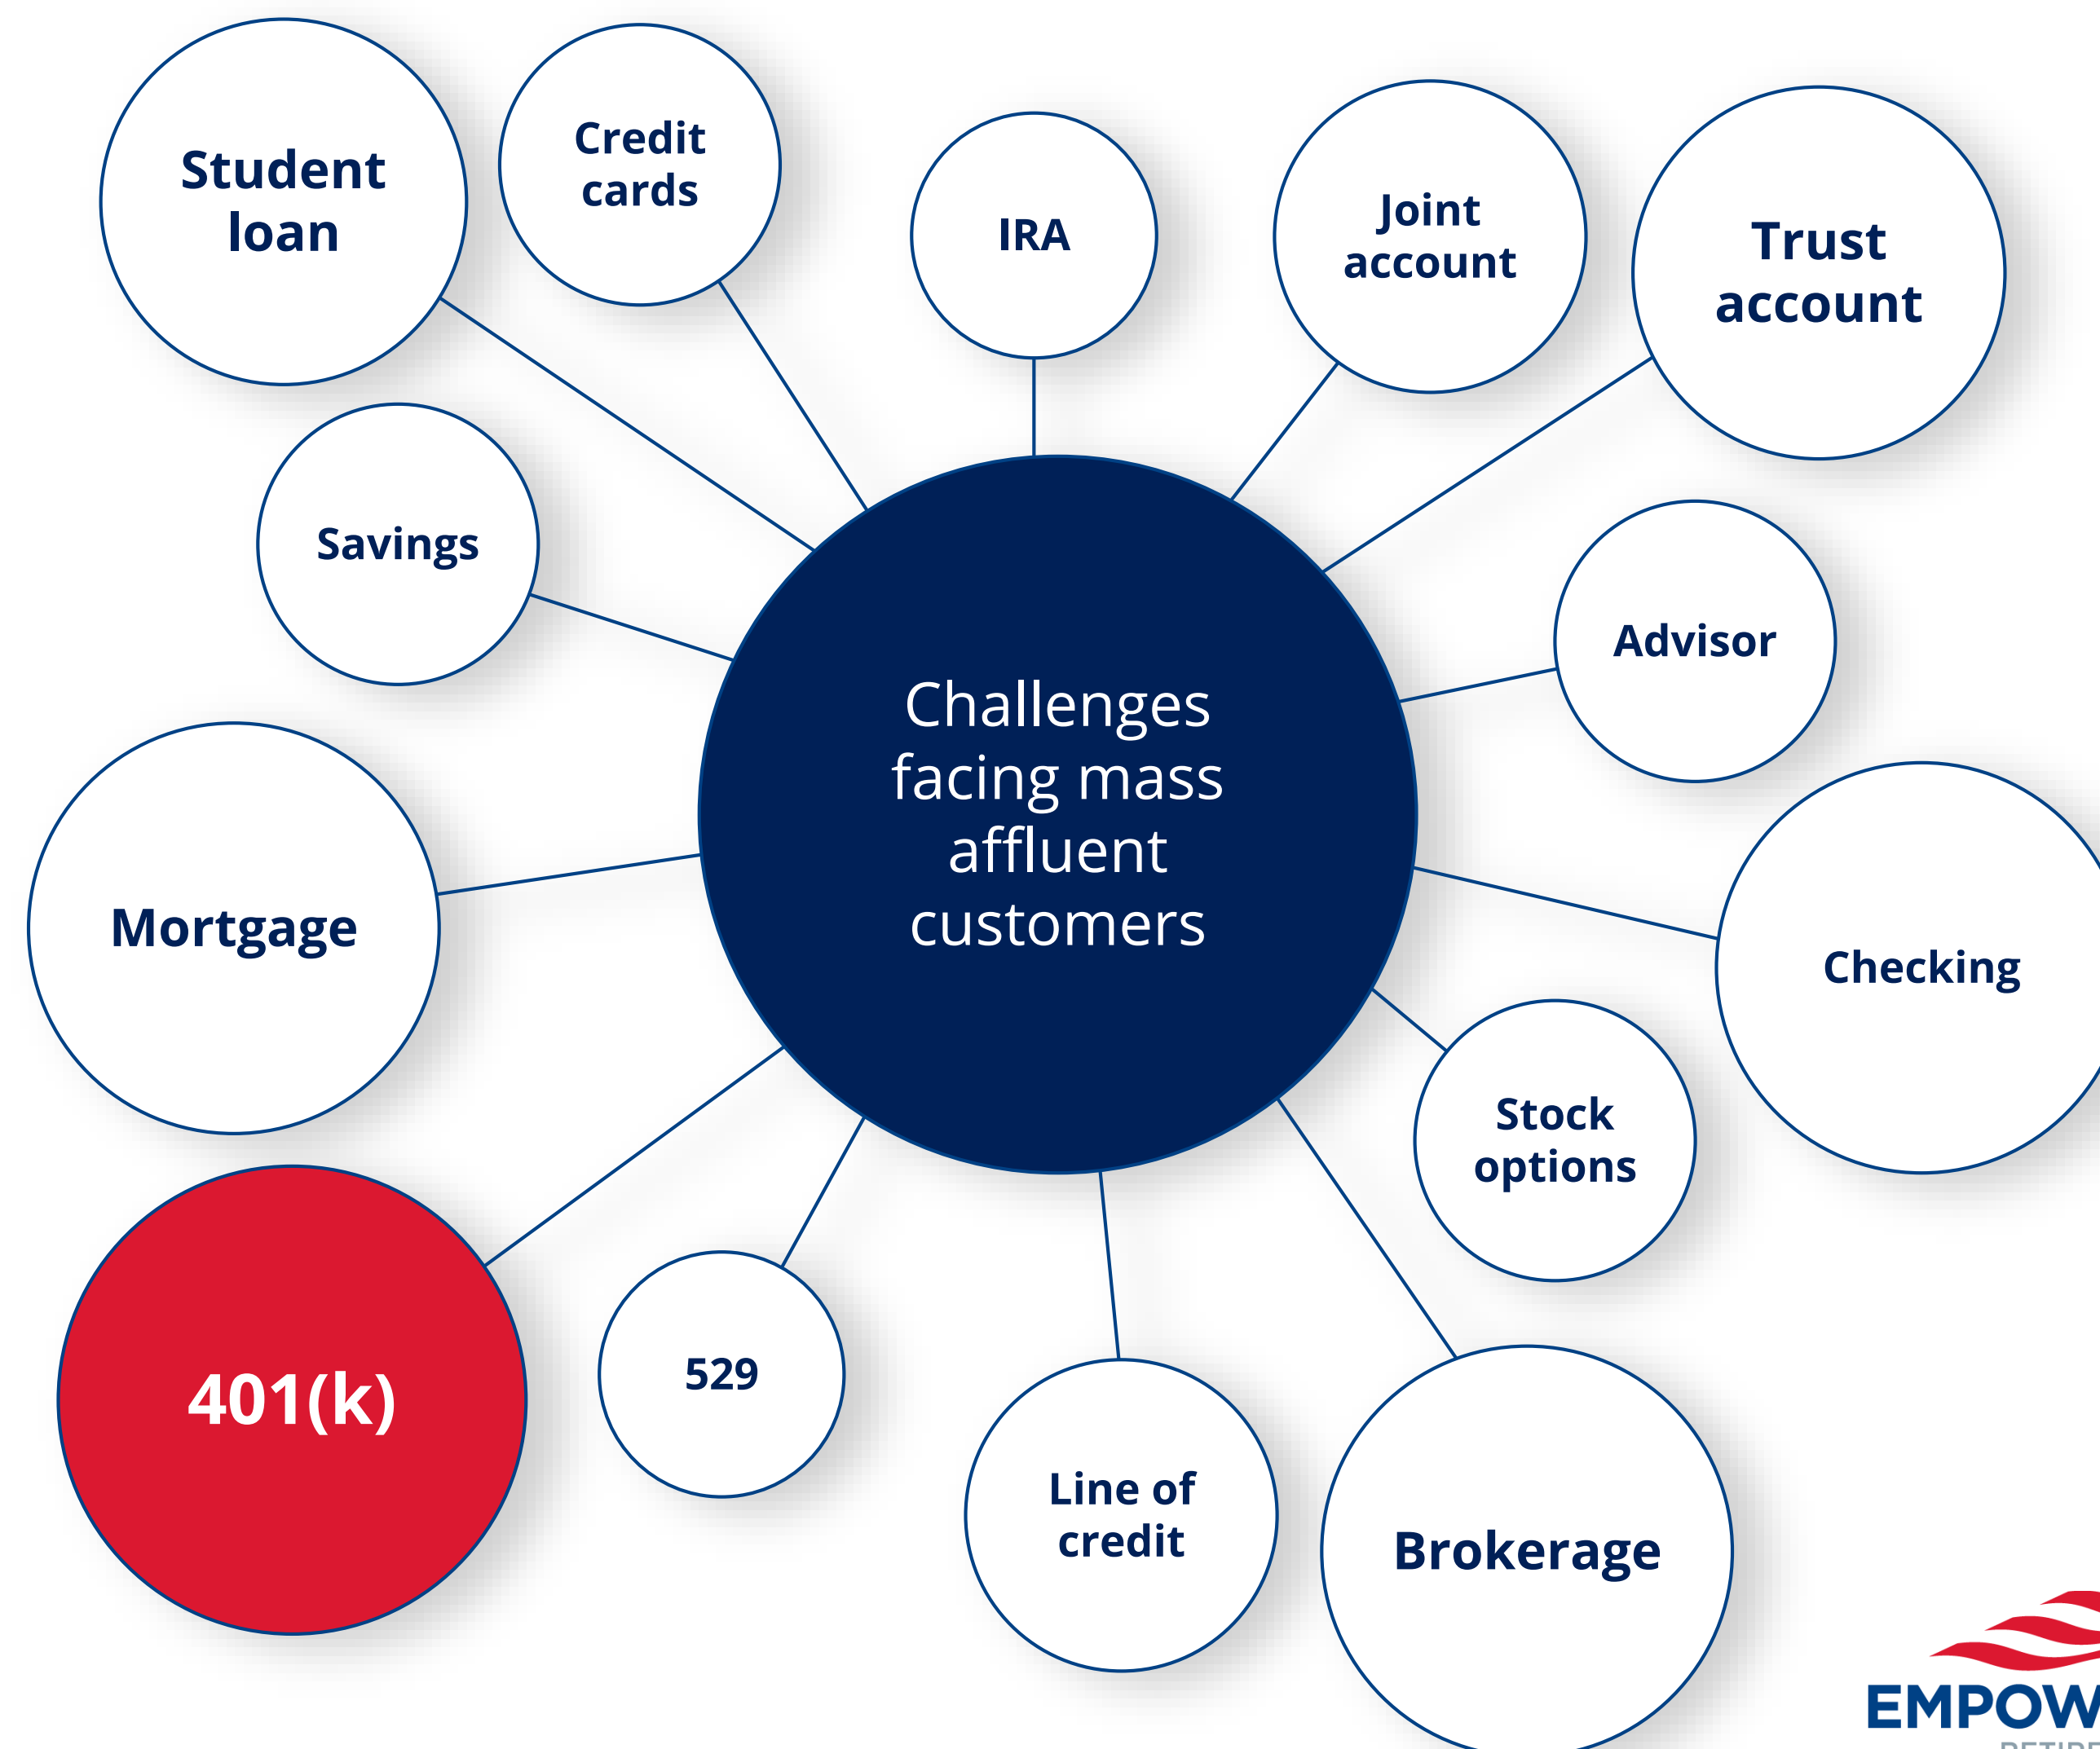 Student
loan
Credit
cards
IRA
Joint
account
Trust
account
Savings
Advisor
Challenges
facing mass
affluent
customers
Mortgage
Checking
Stock
options
401(k)
529
Line of
credit
Brokerage